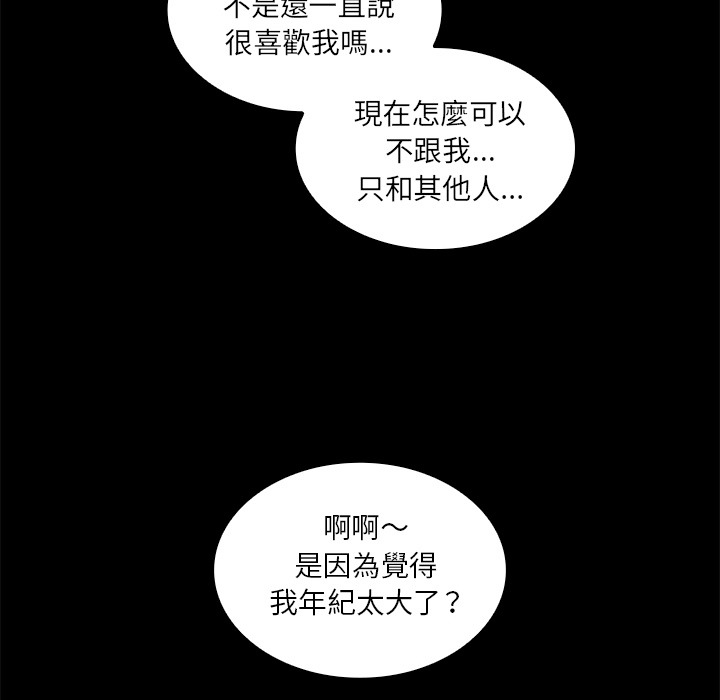 不是還一直說
很喜歡我嗎...
現在怎麼可以
不跟我...
只和其他人...
啊啊～
是因為覺得
我年紀太大了？